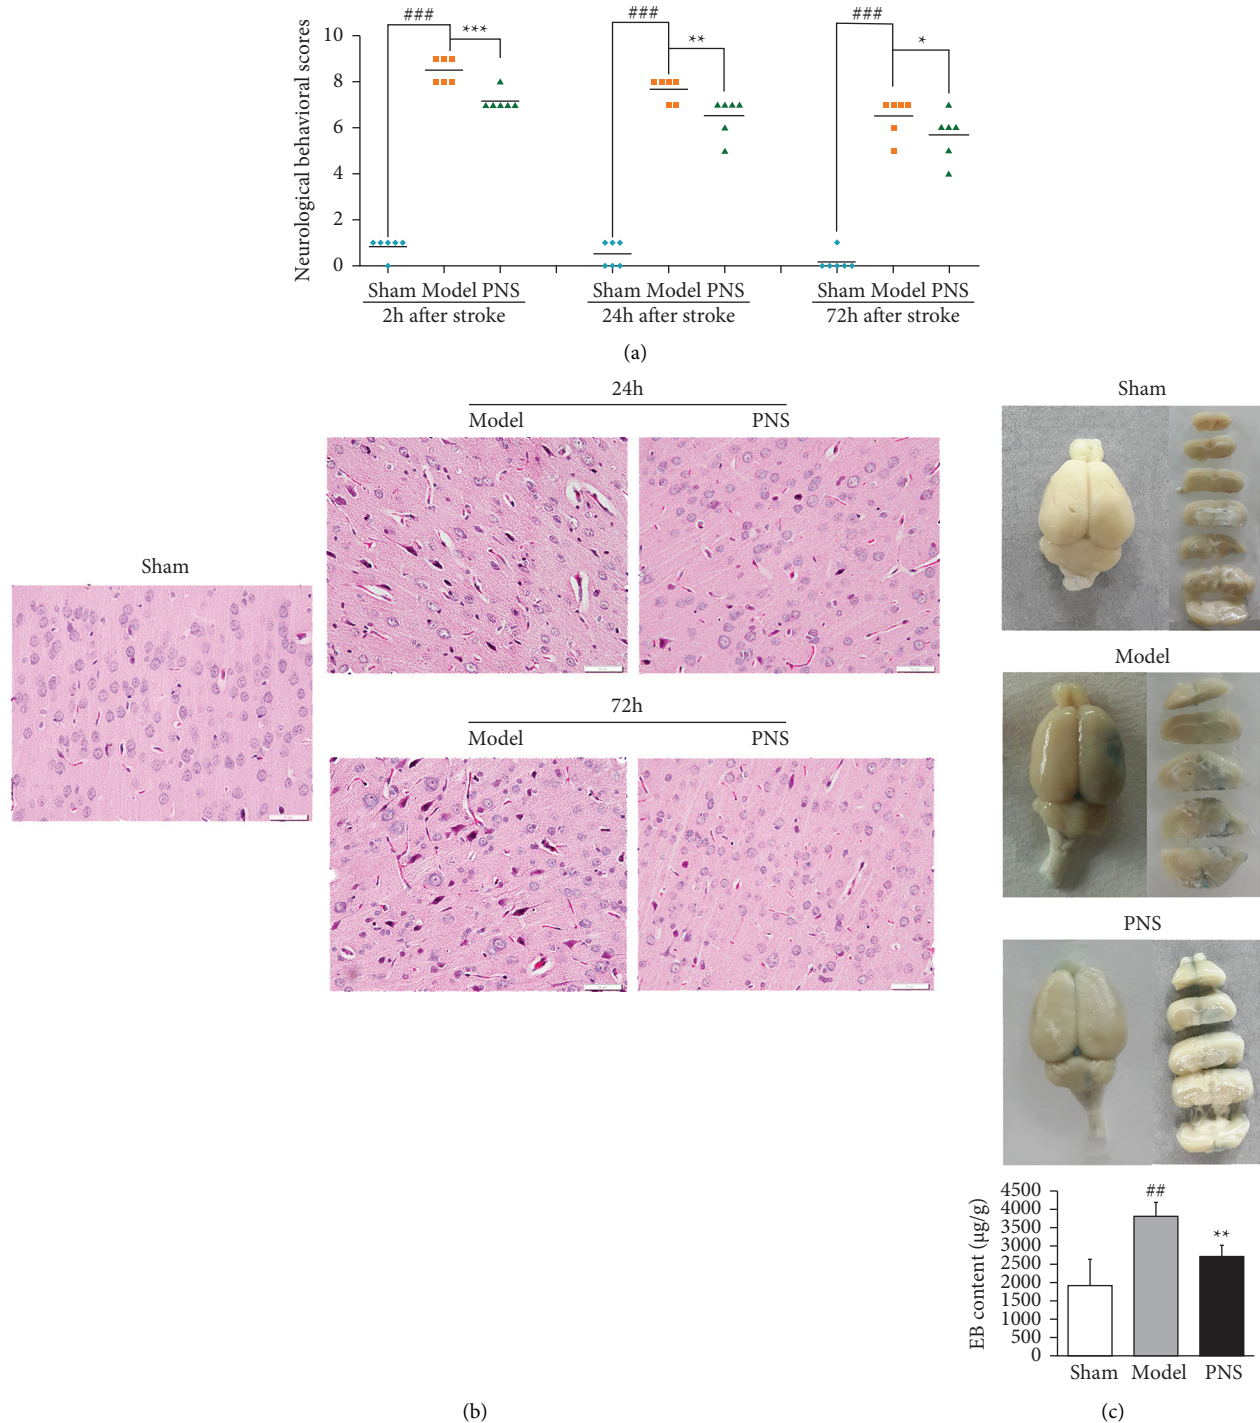 Neurological behavioral scores
10
8
6
4
2
0
### ***
### **
### *
Sham Model PNS
2h after stroke
Sham Model PNS
24h after stroke
Sham Model PNS
72h after stroke
(a)
Sham
24h
Model PNS
72h
Model PNS
(b)
Sham
Model
PNS
EB content (μg/g)
4500
4000
3500
3000
2500
2000
1500
1000
500
0
##
**
Sham Model PNS
(c)